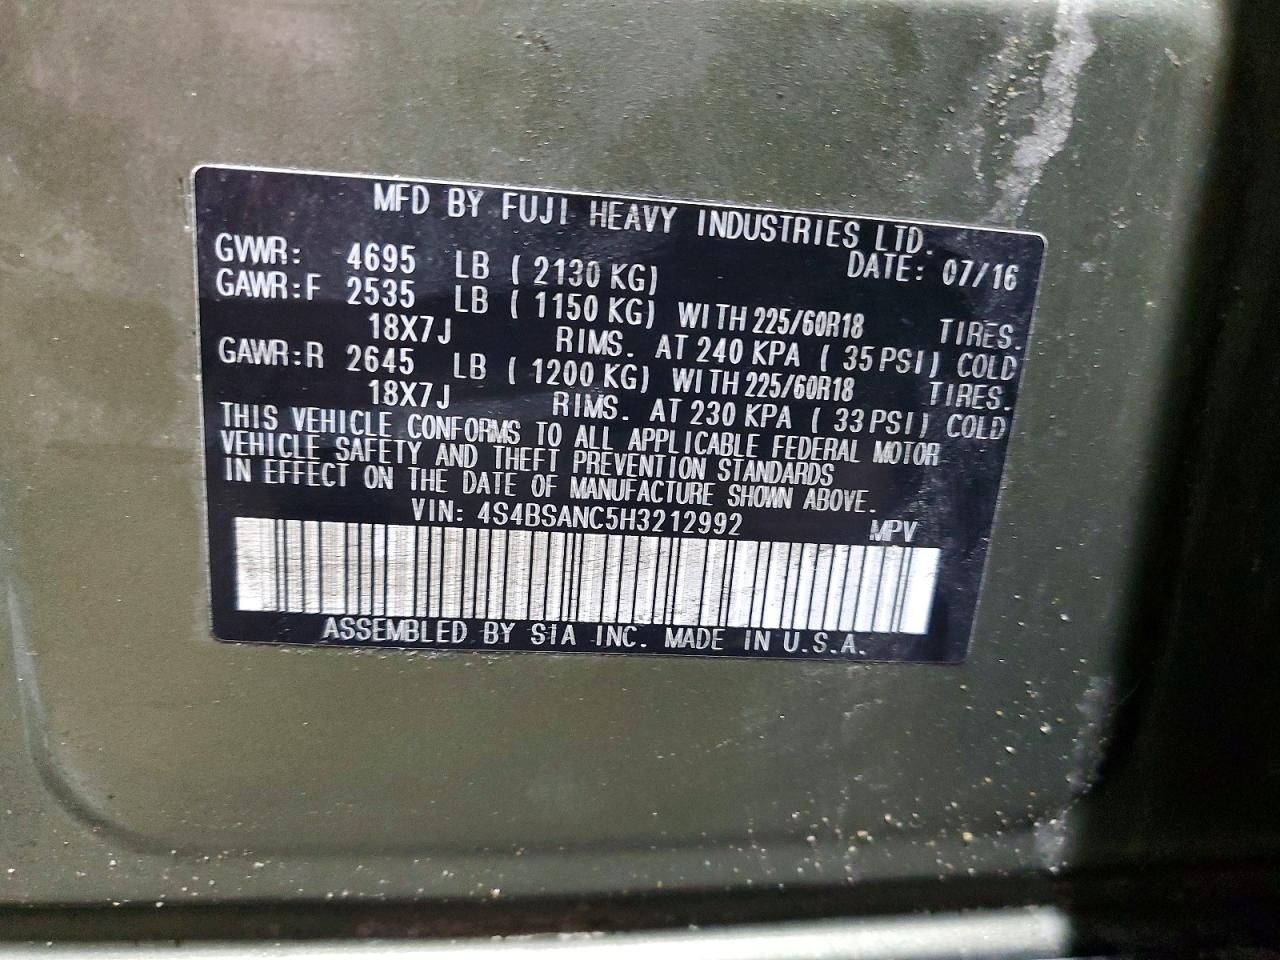 MFD BY FUJI HEAVY INDUSTRIES LTD.
DATE: 07/16
GVWR: 4695 LB ( 2130 KG)
GAWR:F 2535 LB ( 1150 KG) WITH 225/60R18 TIRES.
18X7J RIMS. AT 240 KPA ( 35 PSI) COLD
GAWR:R 2645 LB ( 1200 KG) WITH 225/60R18 TIRES.
18X7J RIMS. AT 230 KPA ( 33 PSI) COLD
THIS VEHICLE CONFORMS TO ALL APPLICABLE FEDERAL MOTOR
VEHICLE SAFETY AND THEFT PREVENTION STANDARDS
IN EFFECT ON THE DATE OF MANUFACTURE SHOWN ABOVE.
VIN: 4S4BSANC5H3212992 MPV
ASSEMBLED BY SIA INC. MADE IN U.S.A.